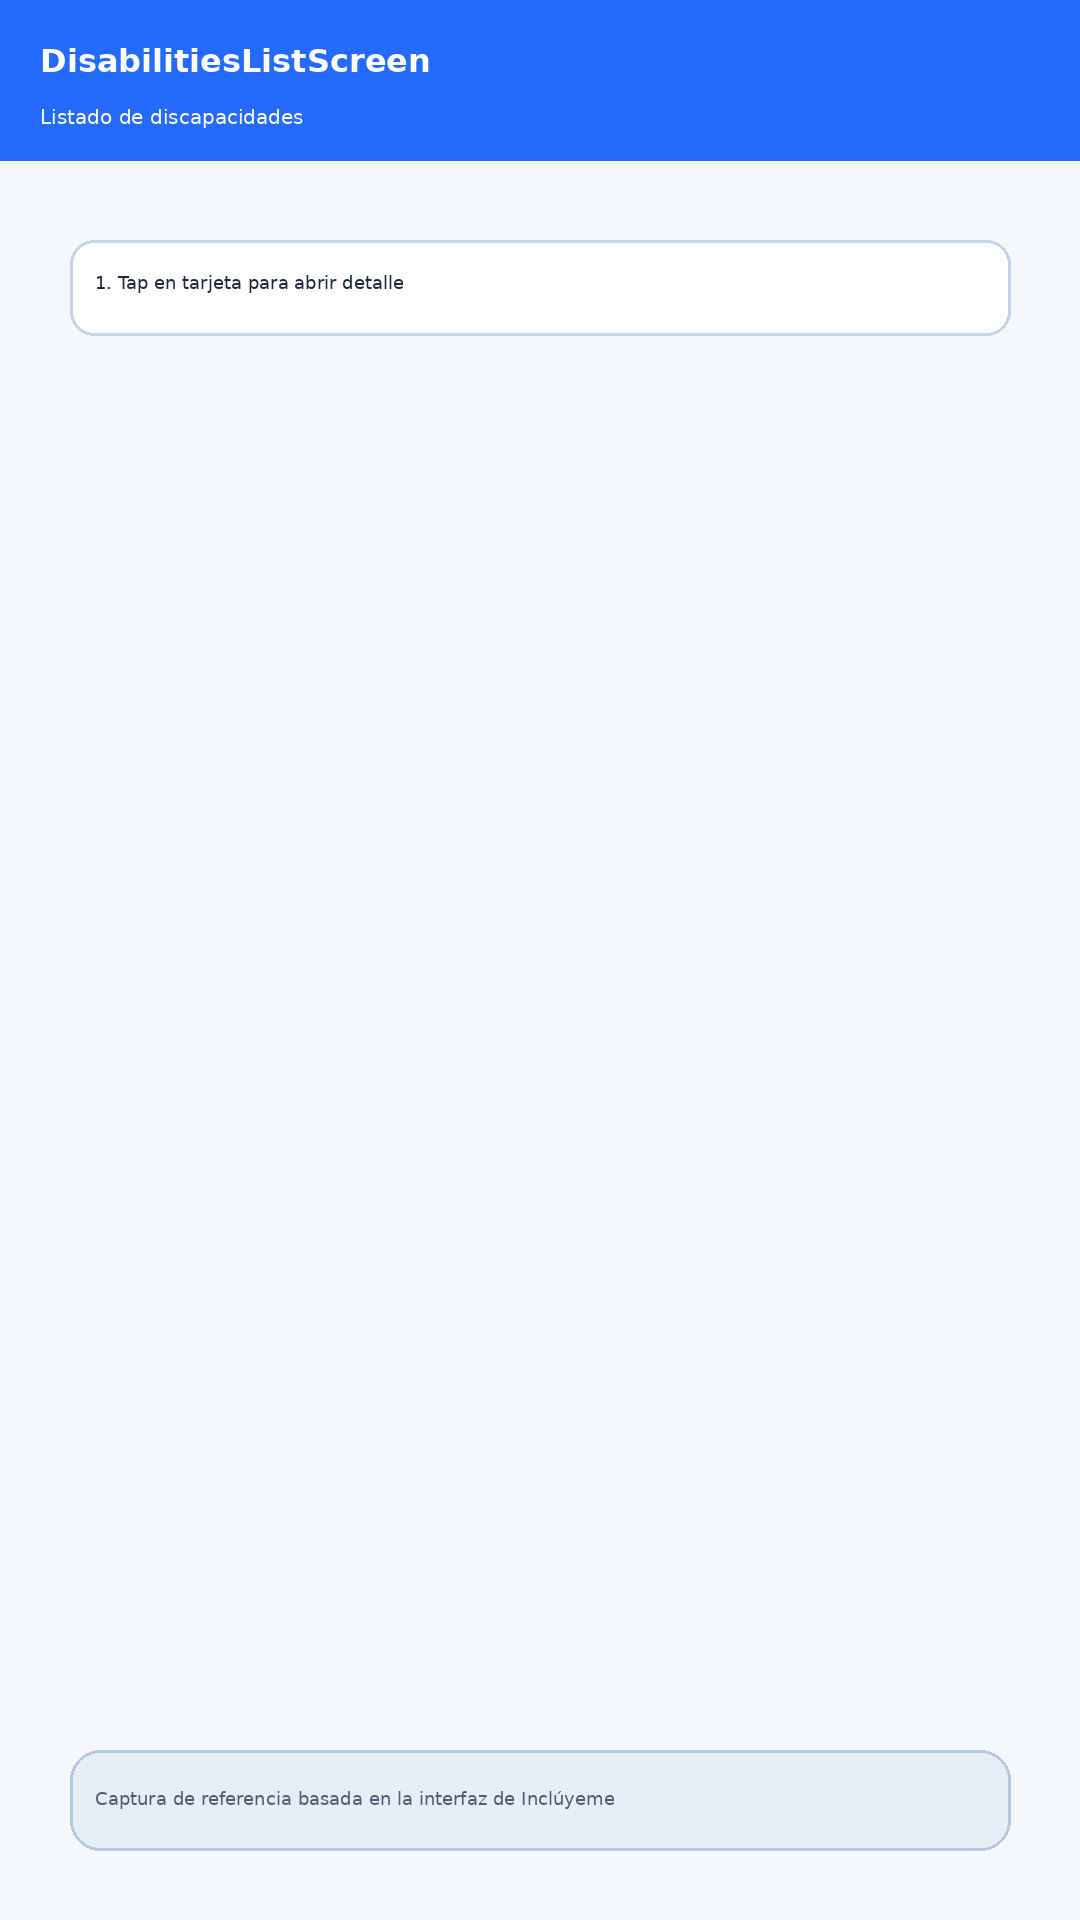 DisabilitiesListScreen
Listado de discapacidades
1. Tap en tarjeta para abrir detalle
Captura de referencia basada en la interfaz de Inclúyeme